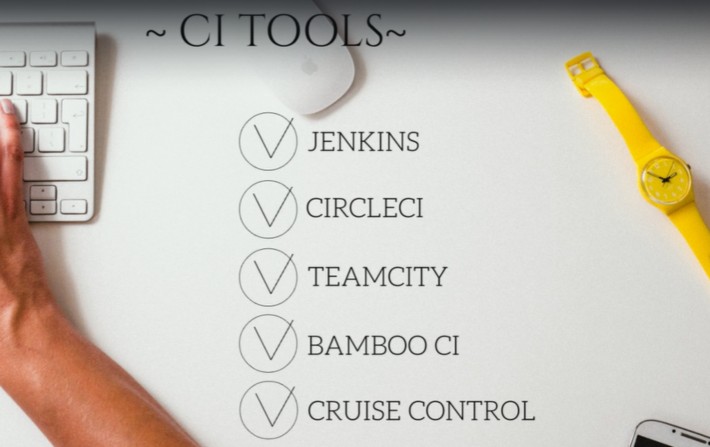 ~ CI TOOLS~
JENKINS
CIRCLECI
TEAMCITY
BAMBOO CI
CRUISE CONTROL